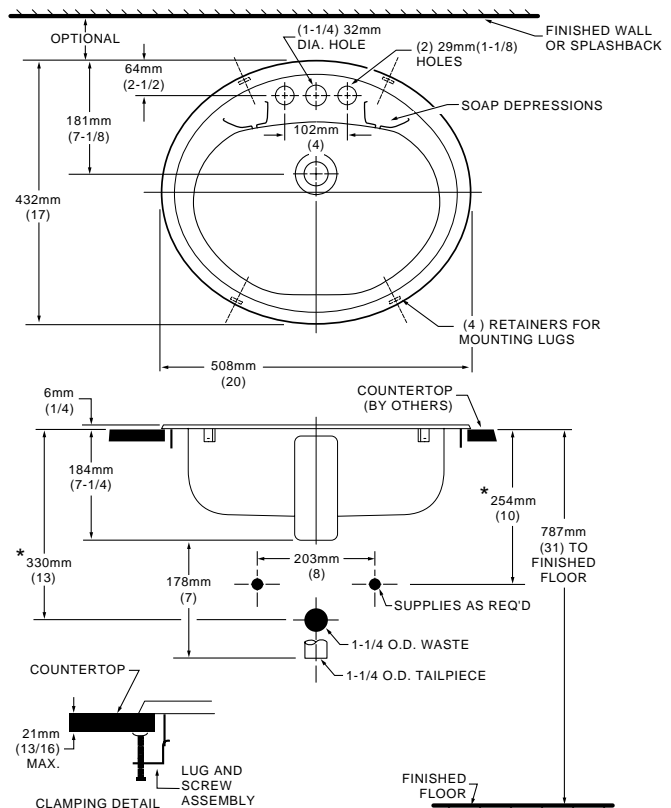 FINISHED WALL
OR SPLASHBACK
OPTIONAL
(1-1/4) 32mm
DIA. HOLE
(2) 29mm(1-1/8)
HOLES
64mm
(2-1/2)
SOAP DEPRESSIONS
181mm
(7-1/8)
102mm
(4)
432mm
(17)
(4 ) RETAINERS FOR
MOUNTING LUGS
508mm
(20)
6mm
(1/4)
COUNTERTOP
(BY OTHERS)
184mm
(7-1/4)
*254mm
(10)
*330mm
(13)
203mm
(8)
787mm
(31) TO
FINISHED
FLOOR
178mm
(7)
SUPPLIES AS REQ'D
1-1/4 O.D. WASTE
1-1/4 O.D. TAILPIECE
COUNTERTOP
21mm
(13/16)
MAX.
LUG AND
SCREW
ASSEMBLY
CLAMPING DETAIL
FINISHED
FLOOR